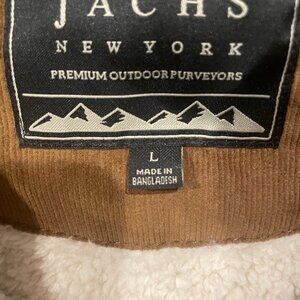 JACHS
NEW YORK
PREMIUM OUTDOOR PURVEYORS
L
MADE IN
BANGLADESH